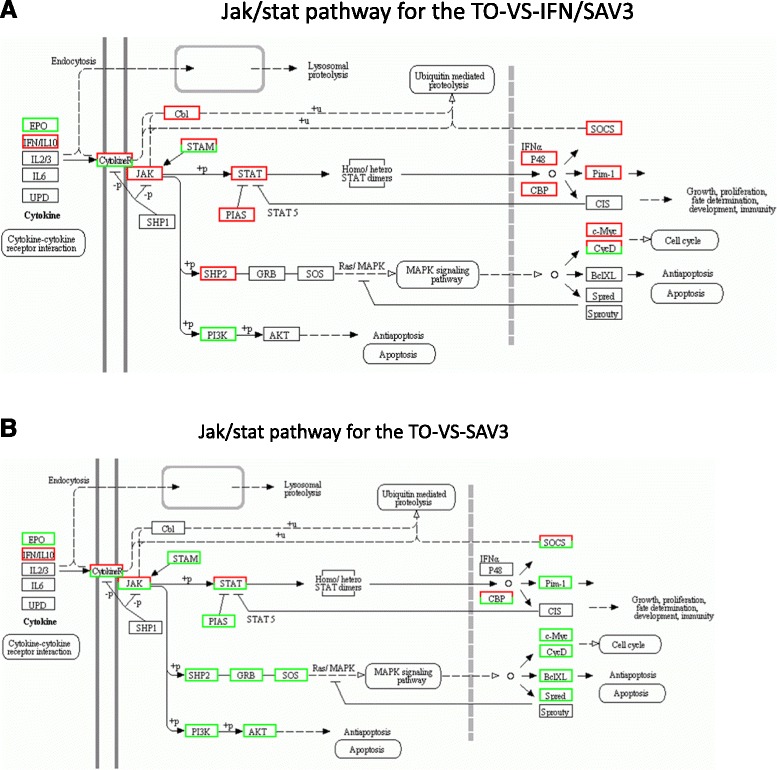 A
Jak/stat pathway for the TO-VS-IFN/SAV3
Endocytosis
Lysosomal
proteolysis
Ubiquitin mediated
proteolysis
Cbl
+u
+u
EPO
IFN/IL10
IL2/3
IL6
UPD
Cytokine
Cytokine-cytokine
receptor interaction
CytokineR
JAK
STAM
-p
-p
SHP1
+p
STAT
PIAS
STAT5
Homo/ hetero
STAT dimers
IFNα
P48
CBP
SOCS
Pim-1
CIS
Growth, proliferation,
fate determination,
development, immunity
c-Myc
CycD
Cell cycle
+p
SHP2
GRB
SOS
Ras/ MAPK
MAPK signaling
pathway
BclXL
Antiapoptosis
Spred
Apoptosis
Sprouty
+p
PI3K
+p
AKT
Antiapoptosis
Apoptosis
B
Jak/stat pathway for the TO-VS-SAV3
Endocytosis
Lysosomal
proteolysis
Ubiquitin mediated
proteolysis
Cbl
+u
+u
EPO
IFN/IL10
IL2/3
IL6
UPD
Cytokine
Cytokine-cytokine
receptor interaction
CytokineR
JAK
STAM
-p
-p
SHP1
+p
STAT
PIAS
STAT5
Homo/ hetero
STAT dimers
IFNα
P48
CBP
SOCS
Pim-1
CIS
Growth, proliferation,
fate determination,
development, immunity
c-Myc
CycD
Cell cycle
+p
SHP2
GRB
SOS
Ras/ MAPK
MAPK signaling
pathway
BclXL
Antiapoptosis
Spred
Apoptosis
Sprouty
+p
PI3K
+p
AKT
Antiapoptosis
Apoptosis